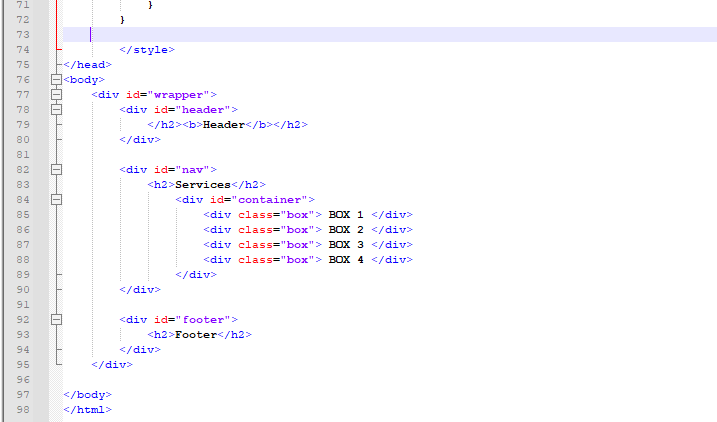 71 }
72 }
73
74 </style>
75 </head>
76 <body>
77 <div id="wrapper">
78 <div id="header">
79 </h2><b>Header</b></h2>
80 </div>
81
82 <div id="nav">
83 <h2>Services</h2>
84 <div id="container">
85 <div class="box"> BOX 1 </div>
86 <div class="box"> BOX 2 </div>
87 <div class="box"> BOX 3 </div>
88 <div class="box"> BOX 4 </div>
89 </div>
90 </div>
91
92 <div id="footer">
93 <h2>Footer</h2>
94 </div>
95 </div>
96
97 </body>
98 </html>